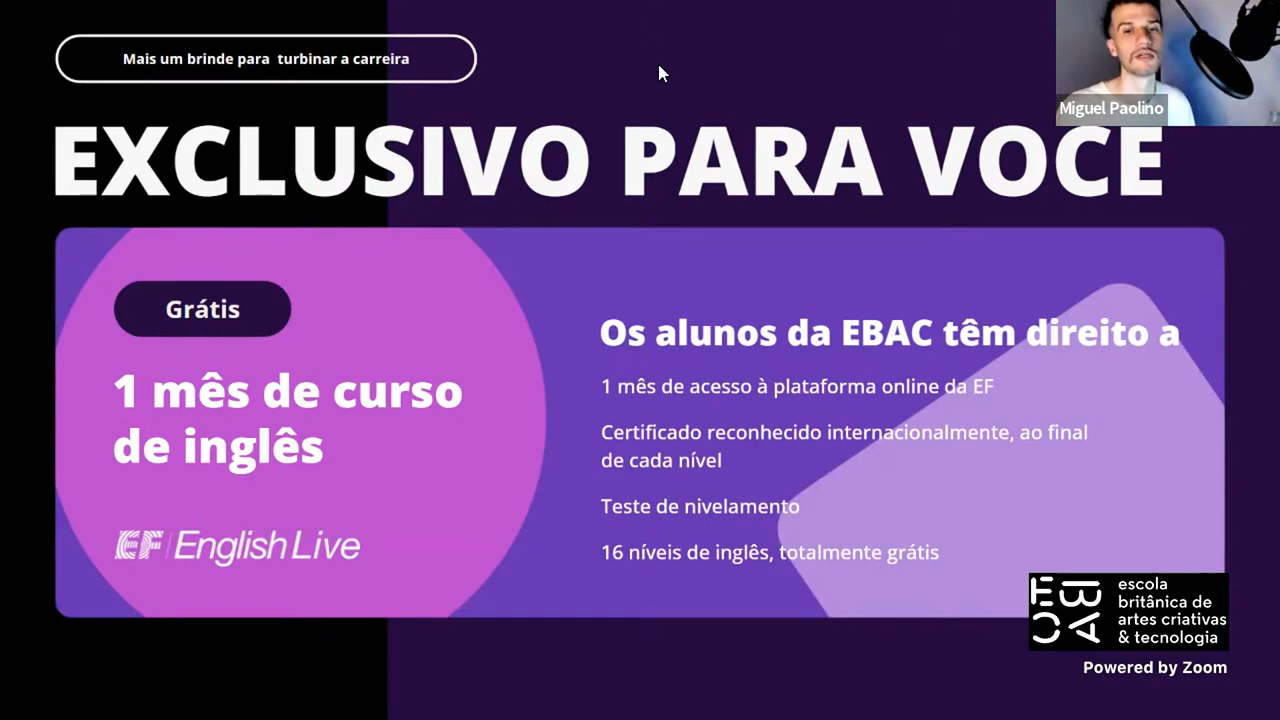 Mais um brinde para turbinar a carreira
Miguel Paolino
EXCLUSIVO PARA VOCE
Grátis
1 mês de curso
de inglês
EF English Live
Os alunos da EBAC têm direito a
1 mês de acesso à plataforma online da EF
Certificado reconhecido internacionalmente, ao final
de cada nível
Teste de nivelamento
16 níveis de inglês, totalmente grátis
EBAC
escola
britânica de
artes criativas
& tecnologia
Powered by Zoom